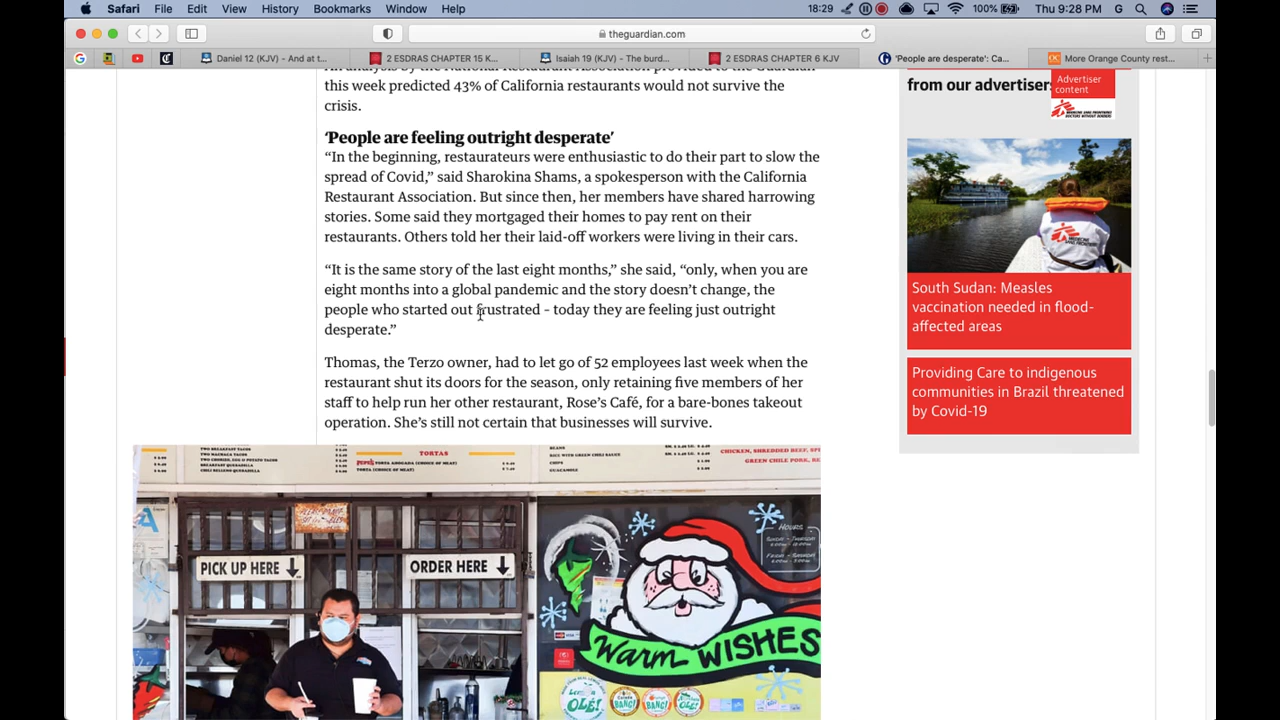 Safari File Edit View History Bookmarks Window Help 18:29 100% Thu 9:28 PM G
theguardian.com
Daniel 12 (KJV) - And at t... 2 ESDRAS CHAPTER 15 K... Isaiah 19 (KJV) - The burd... 2 ESDRAS CHAPTER 6 KJV 'People are desperate': Ca... More Orange County rest...
this week predicted 43% of California restaurants would not survive the
crisis.
‘People are feeling outright desperate’
“In the beginning, restaurateurs were enthusiastic to do their part to slow the
spread of Covid,” said Sharokina Shams, a spokesperson with the California
Restaurant Association. But since then, her members have shared harrowing
stories. Some said they mortgaged their homes to pay rent on their
restaurants. Others told her their laid-off workers were living in their cars.
“It is the same story of the last eight months,” she said, “only, when you are
eight months into a global pandemic and the story doesn’t change, the
people who started out frustrated – today they are feeling just outright
desperate.”
Thomas, the Terzo owner, had to let go of 52 employees last week when the
restaurant shut its doors for the season, only retaining five members of her
staff to help run her other restaurant, Rose’s Café, for a bare-bones takeout
operation. She’s still not certain that businesses will survive.
TORTAS
PICK UP HERE
ORDER HERE
HOURS
Warm WISHES
from our advertisers
Advertiser
content
South Sudan: Measles
vaccination needed in flood-
affected areas
Providing Care to indigenous
communities in Brazil threatened
by Covid-19